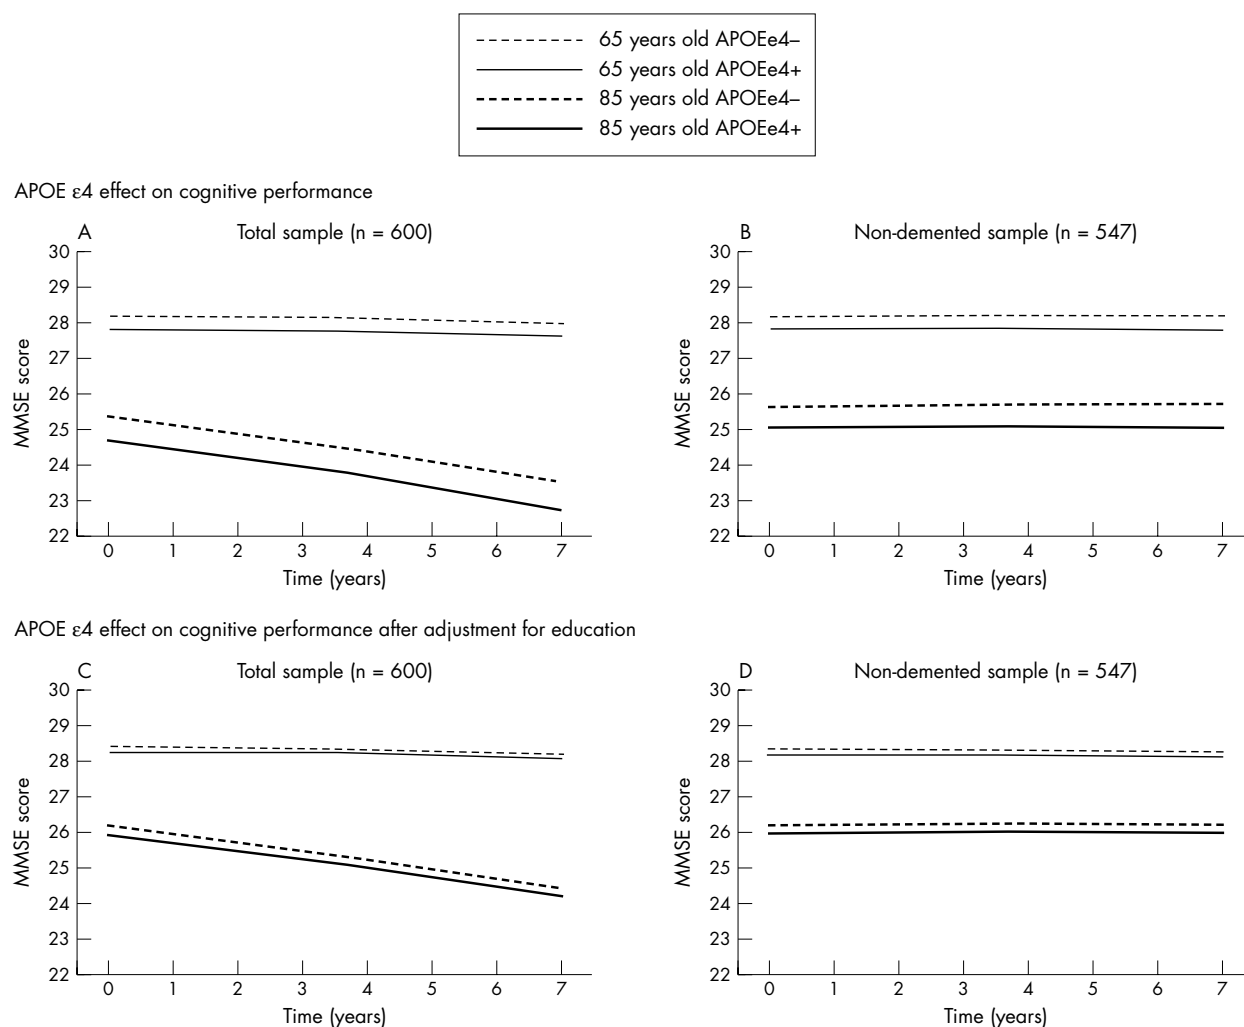 65 years old APOEe4–
65 years old APOEe4+
85 years old APOEe4–
85 years old APOEe4+
APOE ε4 effect on cognitive performance
A Total sample (n = 600)
30
29
28
27
26
25
24
23
22
MMSE score
0 1 2 3 4 5 6 7
Time (years)
B Non-demented sample (n = 547)
30
29
28
27
26
25
24
23
22
MMSE score
0 1 2 3 4 5 6 7
Time (years)
APOE ε4 effect on cognitive performance after adjustment for education
C Total sample (n = 600)
30
29
28
27
26
25
24
23
22
MMSE score
0 1 2 3 4 5 6 7
Time (years)
D Non-demented sample (n = 547)
30
29
28
27
26
25
24
23
22
MMSE score
0 1 2 3 4 5 6 7
Time (years)